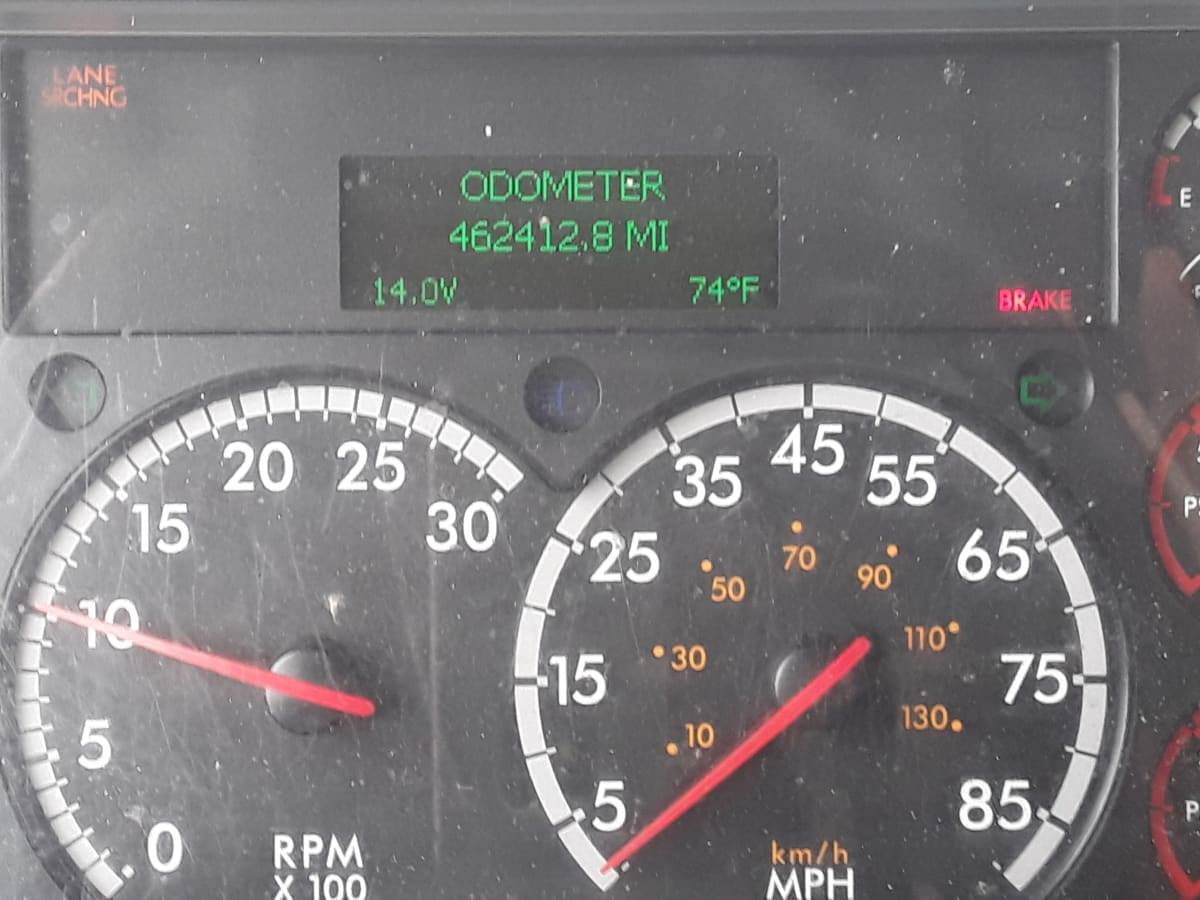 LANE
SRCHNG
ODOMETER
462412.8 MI
14.0V 74°F
BRAKE
E
20 25
15 30
10
5
0
RPM
X 100
45
35 55
25 65
15 75
5 85
70
50 90
30 110
10 130
km/h
MPH